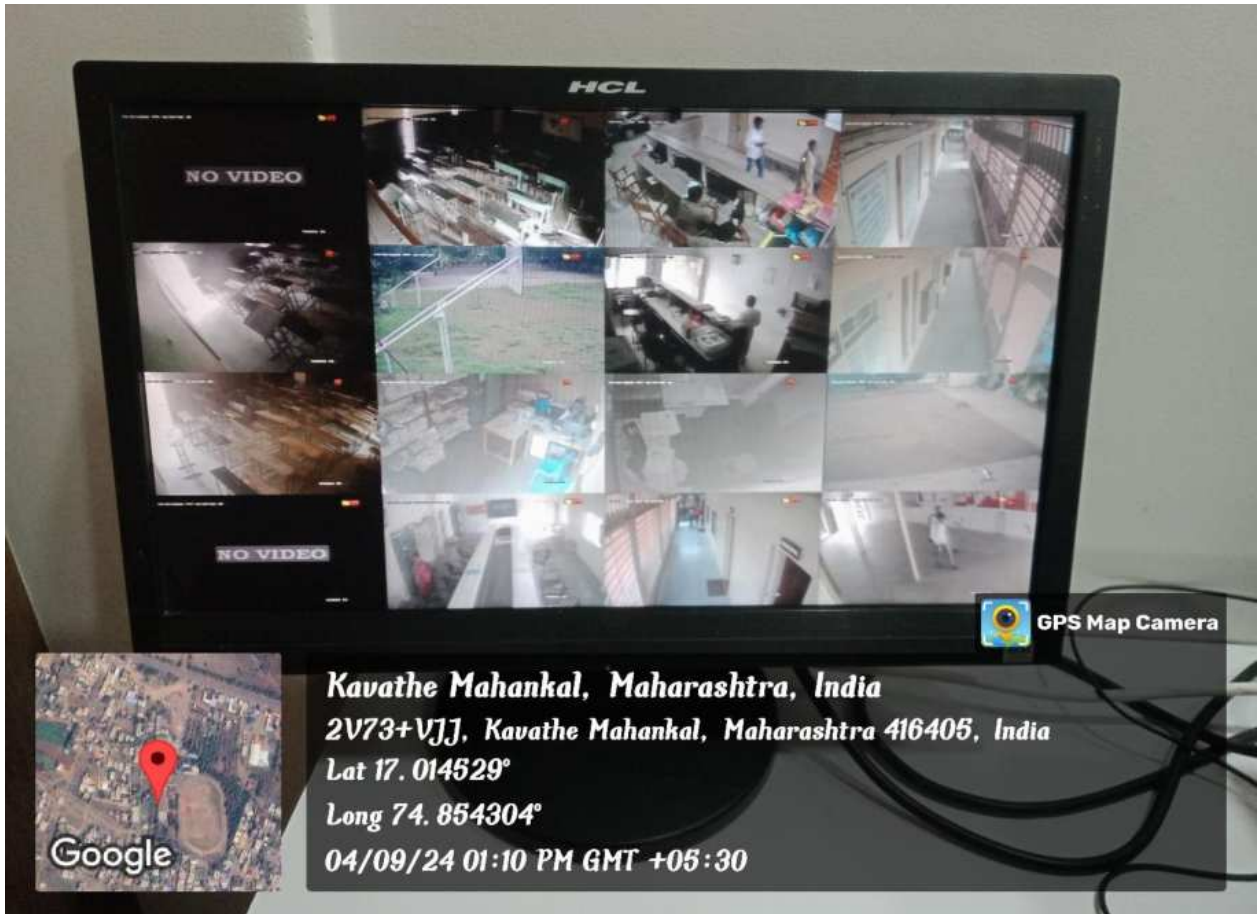 HCL
NO VIDEO
NO VIDEO
GPS Map Camera
Kavathe Mahankal, Maharashtra, India
2V73+VJJ, Kavathe Mahankal, Maharashtra 416405, India
Lat 17.014529°
Long 74.854304°
04/09/24 01:10 PM GMT +05:30
Google